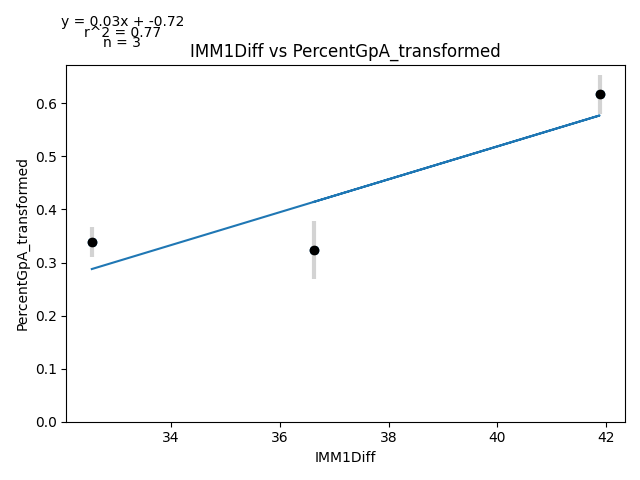 y = 0.03x + -0.72
r^2 = 0.77
n = 3
IMM1Diff vs PercentGpA_transformed
PercentGpA_transformed
0.6
0.5
0.4
0.3
0.2
0.1
0.0
34 36 38 40 42
IMM1Diff